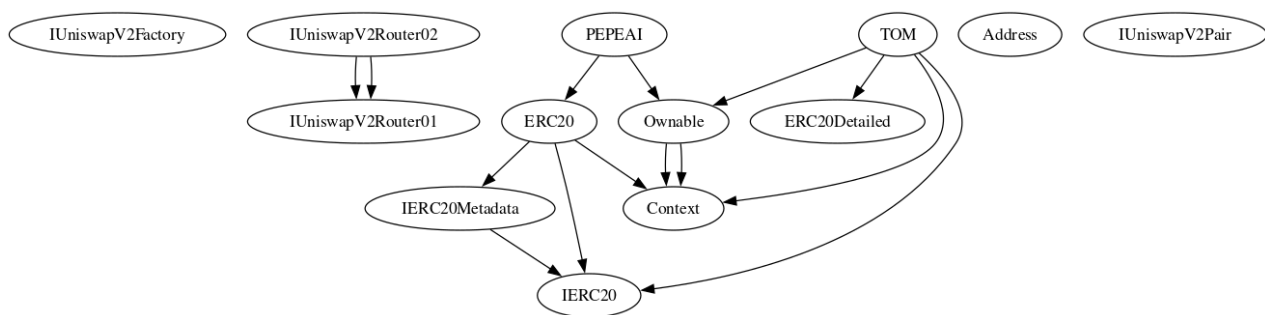 IUniswapV2Factory
IUniswapV2Router02
PEPEAI
TOM
Address
IUniswapV2Pair
IUniswapV2Router01
ERC20
Ownable
ERC20Detailed
IERC20Metadata
Context
IERC20